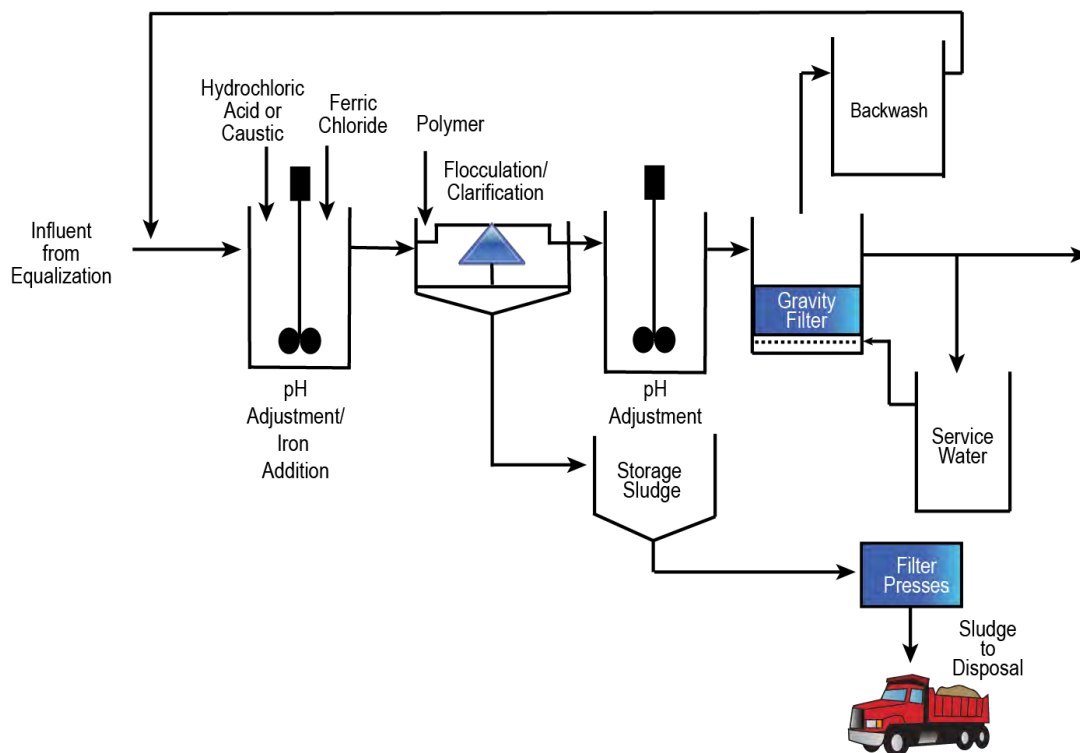 Hydrochloric
Acid or
Caustic
Ferric
Chloride
Polymer
Flocculation/
Clarification
Backwash
Influent
from
Equalization
Gravity
Filter
pH
Adjustment/
Iron
Addition
pH
Adjustment
Service
Water
Storage
Sludge
Filter
Presses
Sludge
to
Disposal